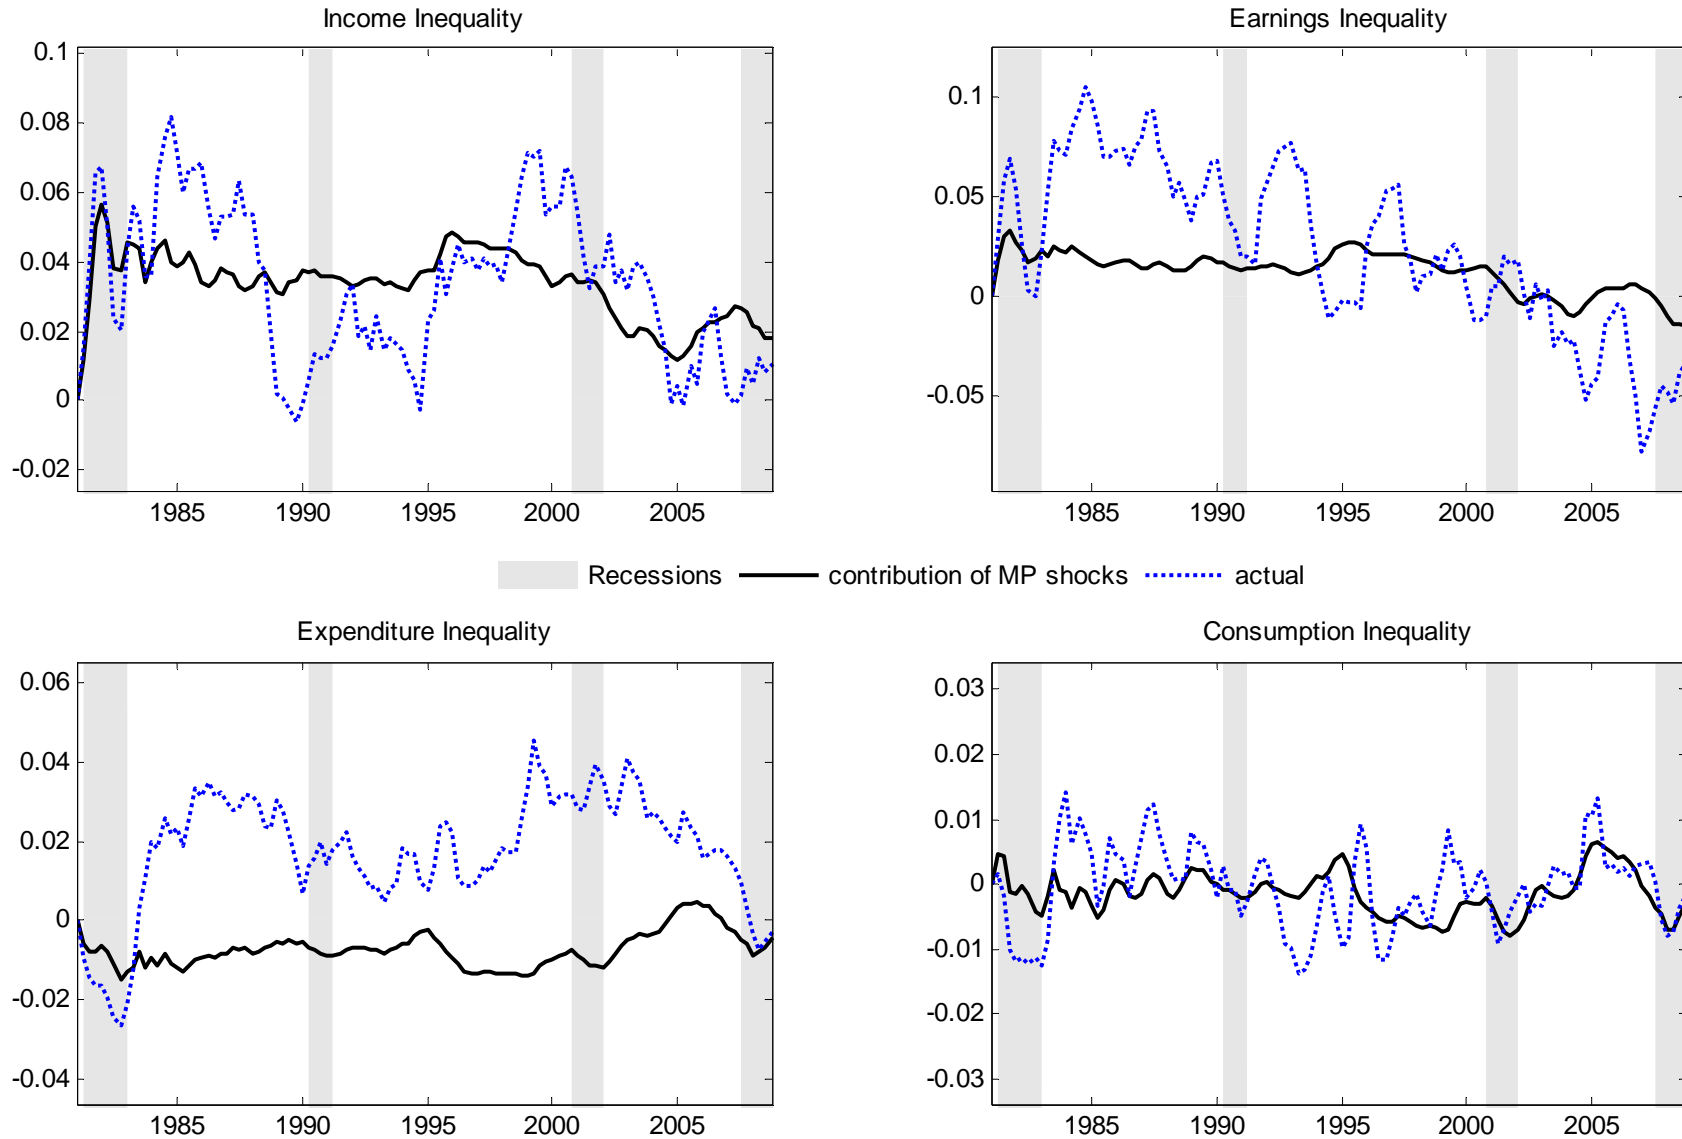 Income Inequality
0.1
0.08
0.06
0.04
0.02
0
-0.02
1985 1990 1995 2000 2005
Earnings Inequality
0.1
0.05
0
-0.05
1985 1990 1995 2000 2005
Recessions contribution of MP shocks actual
Expenditure Inequality
0.06
0.04
0.02
0
-0.02
-0.04
1985 1990 1995 2000 2005
Consumption Inequality
0.03
0.02
0.01
0
-0.01
-0.02
-0.03
1985 1990 1995 2000 2005